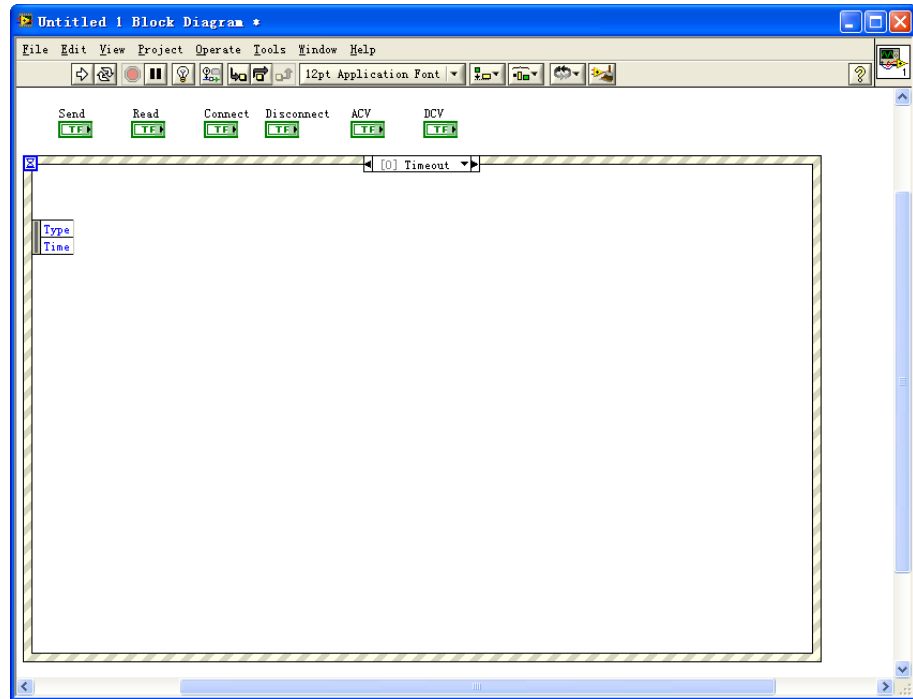 Untitled 1 Block Diagram *
File Edit View Project Operate Tools Window Help
12pt Application Font
?
1
Send Read Connect Disconnect ACV DCV
TF TF TF TF TF TF
[0] Timeout
Type
Time